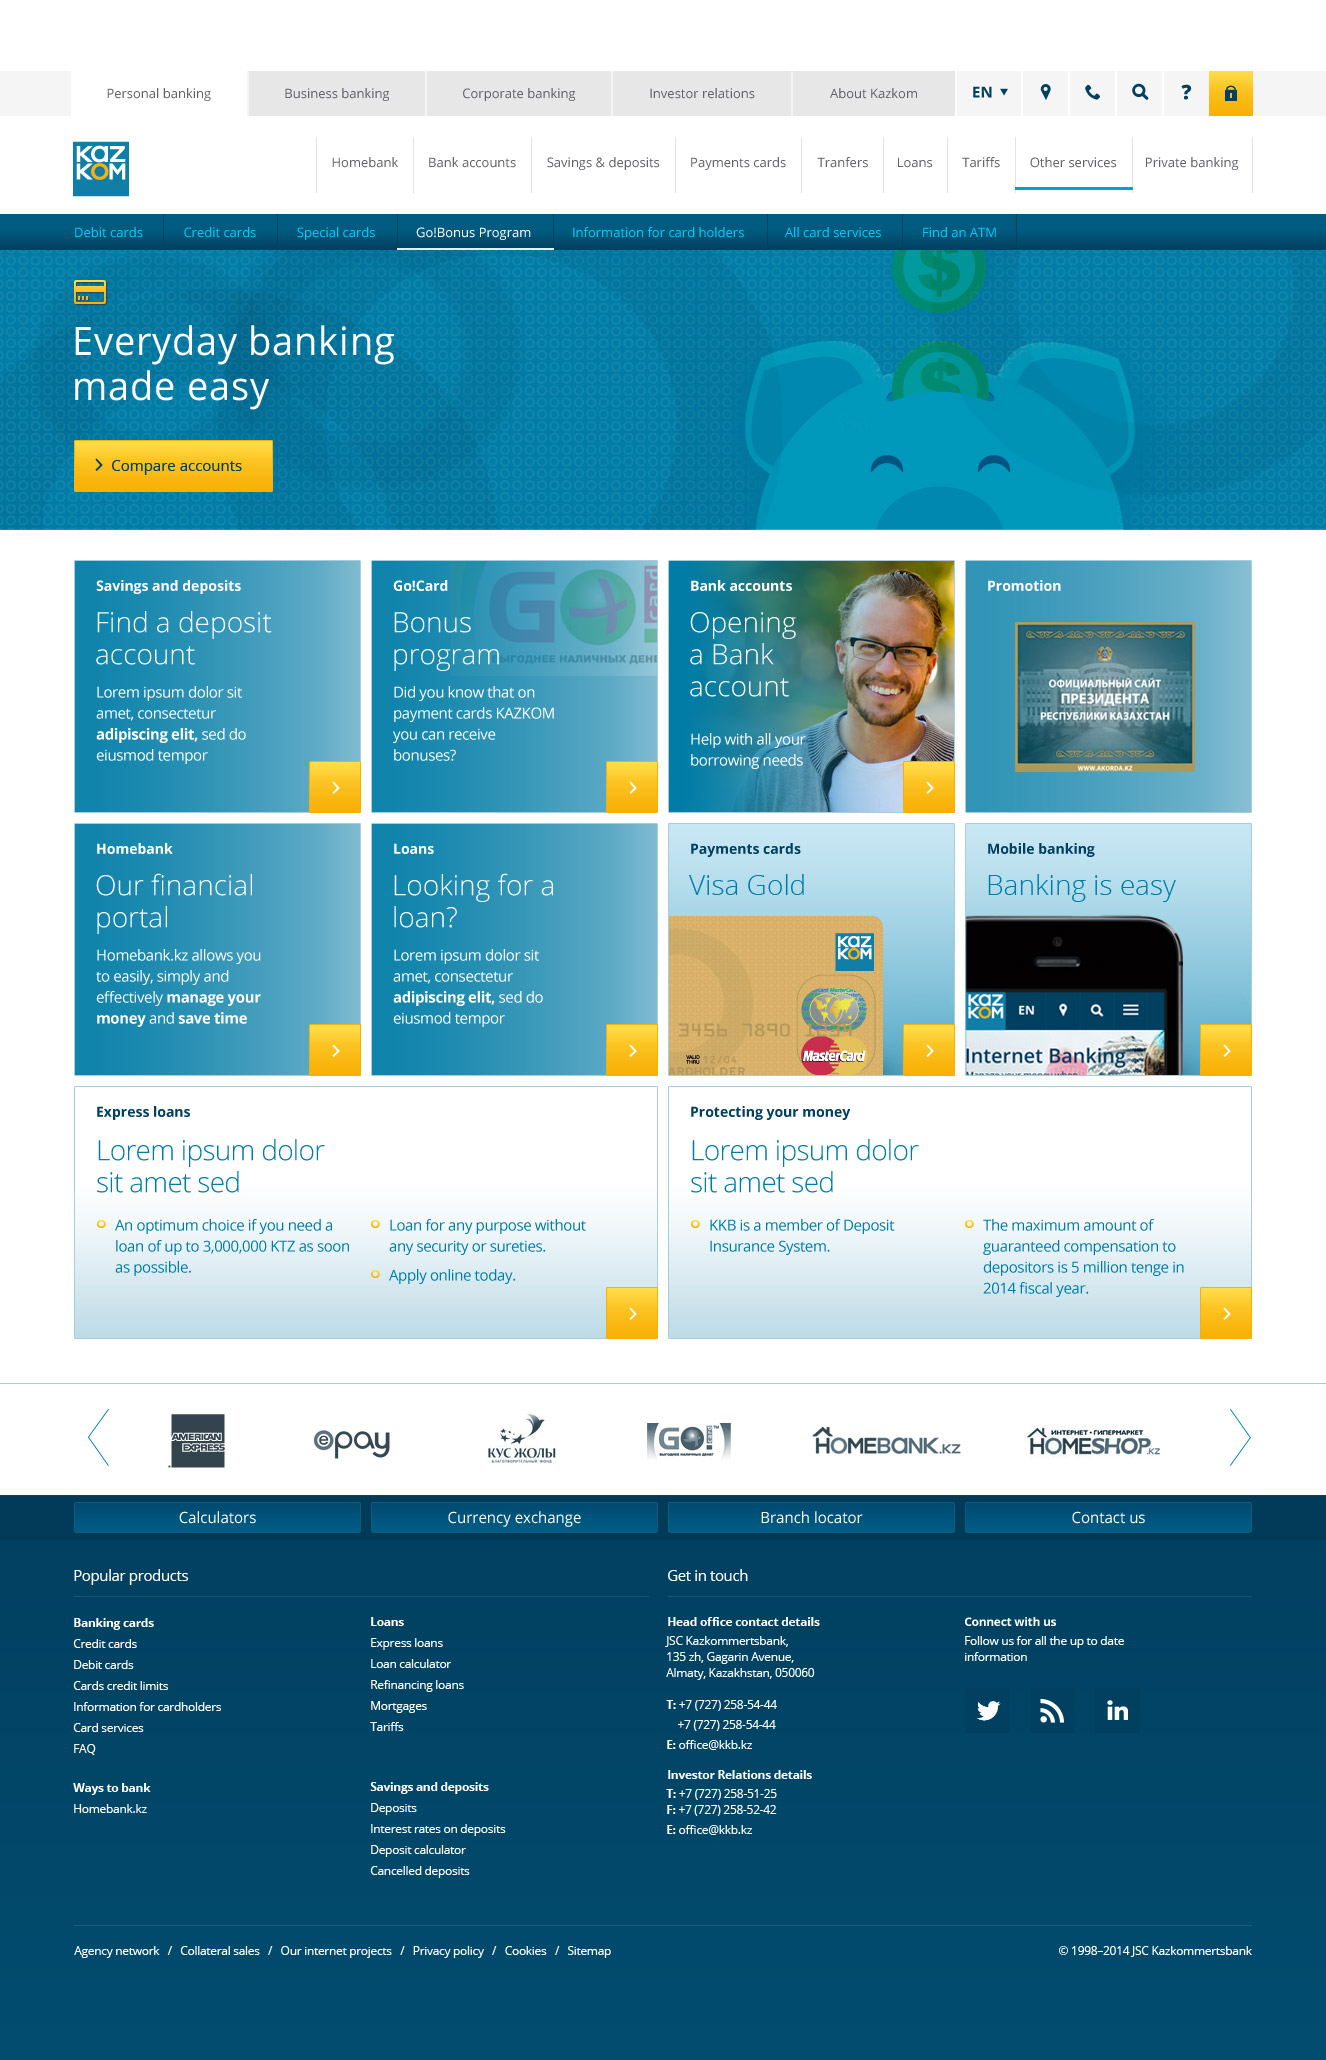 Personal banking
Business banking
Corporate banking
Investor relations
About Kazkom
EN
?
KAZ
KOM
Homebank
Bank accounts
Savings & deposits
Payments cards
Tranfers
Loans
Tariffs
Other services
Private banking
Debit cards
Credit cards
Special cards
Go!Bonus Program
Information for card holders
All card services
Find an ATM
$
$
Everyday banking
made easy
Compare accounts
Savings and deposits
Find a deposit
account
Lorem ipsum dolor sit
amet, consectetur
adipiscing elit, sed do
eiusmod tempor
Go!Card
GO!
card
Bonus
program
ВЫГОДНЕЕ НАЛИЧНЫХ ДЕНЕГ
Did you know that on
payment cards KAZKOM
you can receive
bonuses?
Bank accounts
Opening
a Bank
account
Help with all your
borrowing needs
Promotion
ОФИЦИАЛЬНЫЙ САЙТ
ПРЕЗИДЕНТА
РЕСПУБЛИКИ КАЗАХСТАН
WWW.AKORDA.KZ
Homebank
Our financial
portal
Homebank.kz allows you
to easily, simply and
effectively manage your
money and save time
Loans
Looking for a
loan?
Lorem ipsum dolor sit
amet, consectetur
adipiscing elit, sed do
eiusmod tempor
Payments cards
Visa Gold
KAZ
KOM
3456 7890 1234
VALID
THRU 12/04
ARDHOLDER
MasterCard
Mobile banking
Banking is easy
KAZ
KOM
EN
Internet Banking
Express loans
Lorem ipsum dolor
sit amet sed
An optimum choice if you need a
loan of up to 3,000,000 KTZ as soon
as possible.
Loan for any purpose without
any security or sureties.
Apply online today.
Protecting your money
Lorem ipsum dolor
sit amet sed
KKB is a member of Deposit
Insurance System.
The maximum amount of
guaranteed compensation to
depositors is 5 million tenge in
2014 fiscal year.
AMERICAN
EXPRESS
epay
КУС ЖОЛЫ
БЛАГОТВОРИТЕЛЬНЫЙ ФОНД
GO!
card
ВЫГОДНЕЕ НАЛИЧНЫХ ДЕНЕГ
HOMEBANK.KZ
ИНТЕРНЕТ • ГИПЕРМАРКЕТ
HOMESHOP.KZ
Calculators
Currency exchange
Branch locator
Contact us
Popular products
Banking cards
Credit cards
Debit cards
Cards credit limits
Information for cardholders
Card services
FAQ
Ways to bank
Homebank.kz
Loans
Express loans
Loan calculator
Refinancing loans
Mortgages
Tariffs
Savings and deposits
Deposits
Interest rates on deposits
Deposit calculator
Cancelled deposits
Get in touch
Head office contact details
JSC Kazkommertsbank,
135 zh, Gagarin Avenue,
Almaty, Kazakhstan, 050060
T: +7 (727) 258-54-44
+7 (727) 258-54-44
E: office@kkb.kz
Investor Relations details
T: +7 (727) 258-51-25
F: +7 (727) 258-52-42
E: office@kkb.kz
Connect with us
Follow us for all the up to date
information
in
Agency network / Collateral sales / Our internet projects / Privacy policy / Cookies / Sitemap
© 1998–2014 JSC Kazkommertsbank